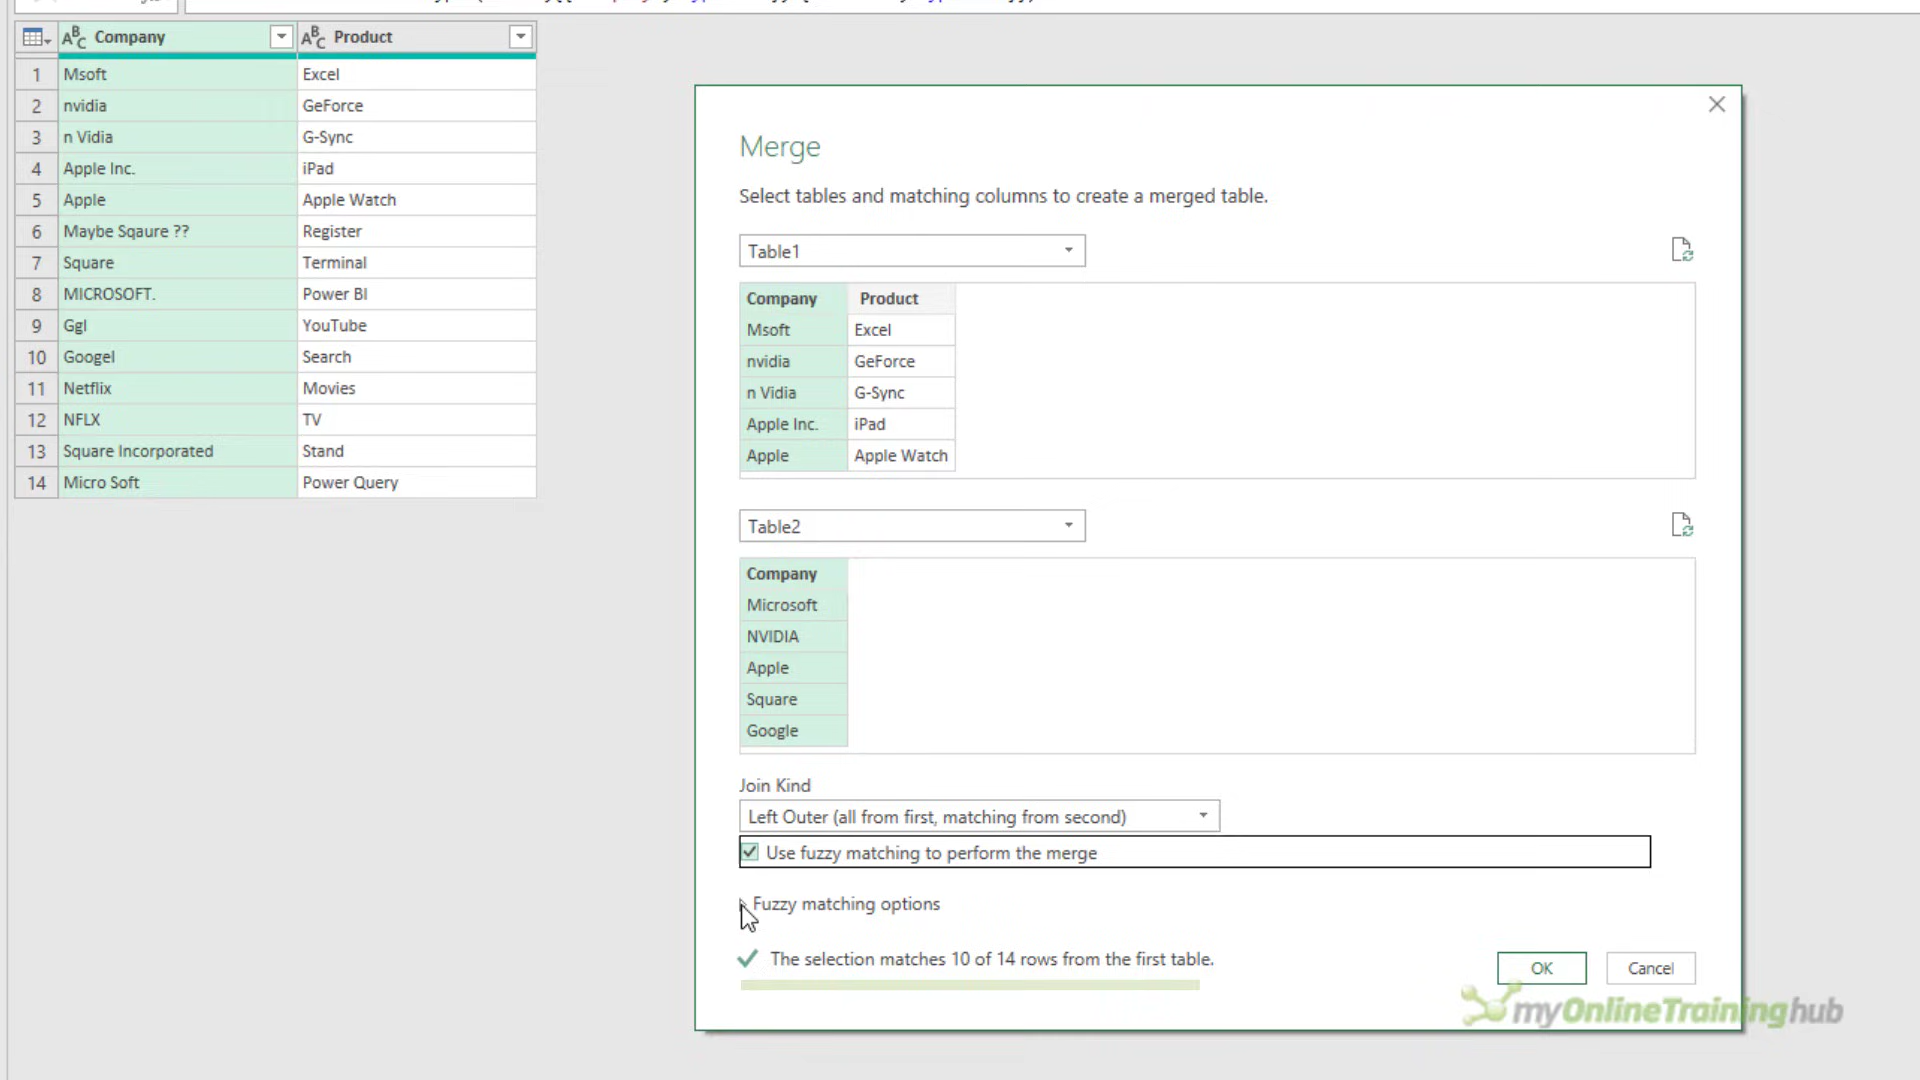 Company Product
1 Msoft Excel
2 nvidia GeForce
3 n Vidia G-Sync
4 Apple Inc. iPad
5 Apple Apple Watch
6 Maybe Sqaure ?? Register
7 Square Terminal
8 MICROSOFT. Power BI
9 Ggl YouTube
10 Googel Search
11 Netflix Movies
12 NFLX TV
13 Square Incorporated Stand
14 Micro Soft Power Query
Merge
Select tables and matching columns to create a merged table.
Table1
Company Product
Msoft Excel
nvidia GeForce
n Vidia G-Sync
Apple Inc. iPad
Apple Apple Watch
Table2
Company
Microsoft
NVIDIA
Apple
Square
Google
Join Kind
Left Outer (all from first, matching from second)
Use fuzzy matching to perform the merge
Fuzzy matching options
The selection matches 10 of 14 rows from the first table.
OK Cancel
myOnlineTraininghub